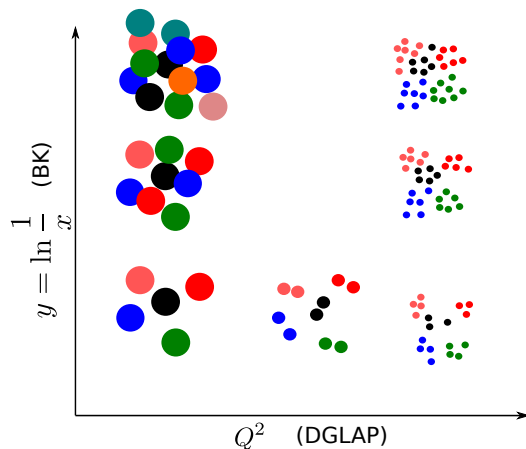 y = ln 1/x (BK)
Q² (DGLAP)